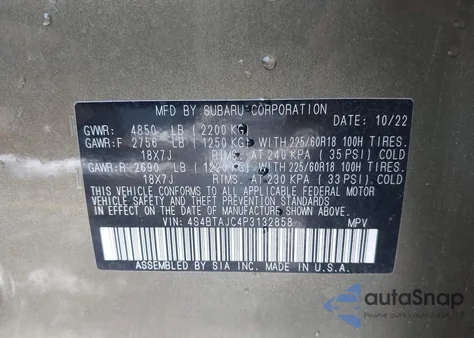 MFD. BY SUBARU CORPORATION
DATE: 10/22
GVWR: 4850 LB ( 2200 KG)
GAWR:F 2756 LB ( 1250 KG) WITH 225/60R18 100H TIRES.
18X7J RIMS. AT 240 KPA ( 35 PSI) COLD
GAWR:R 2690 LB ( 1220 KG) WITH 225/60R18 100H TIRES.
18X7J RIMS. AT 230 KPA ( 33 PSI) COLD
THIS VEHICLE CONFORMS TO ALL APPLICABLE FEDERAL MOTOR
VEHICLE SAFETY AND THEFT PREVENTION STANDARDS IN EFFECT
ON THE DATE OF MANUFACTURE SHOWN ABOVE.
VIN: 4S4BTAJC4P3132858 MPV
ASSEMBLED BY SIA INC. MADE IN U.S.A.
autoSnap